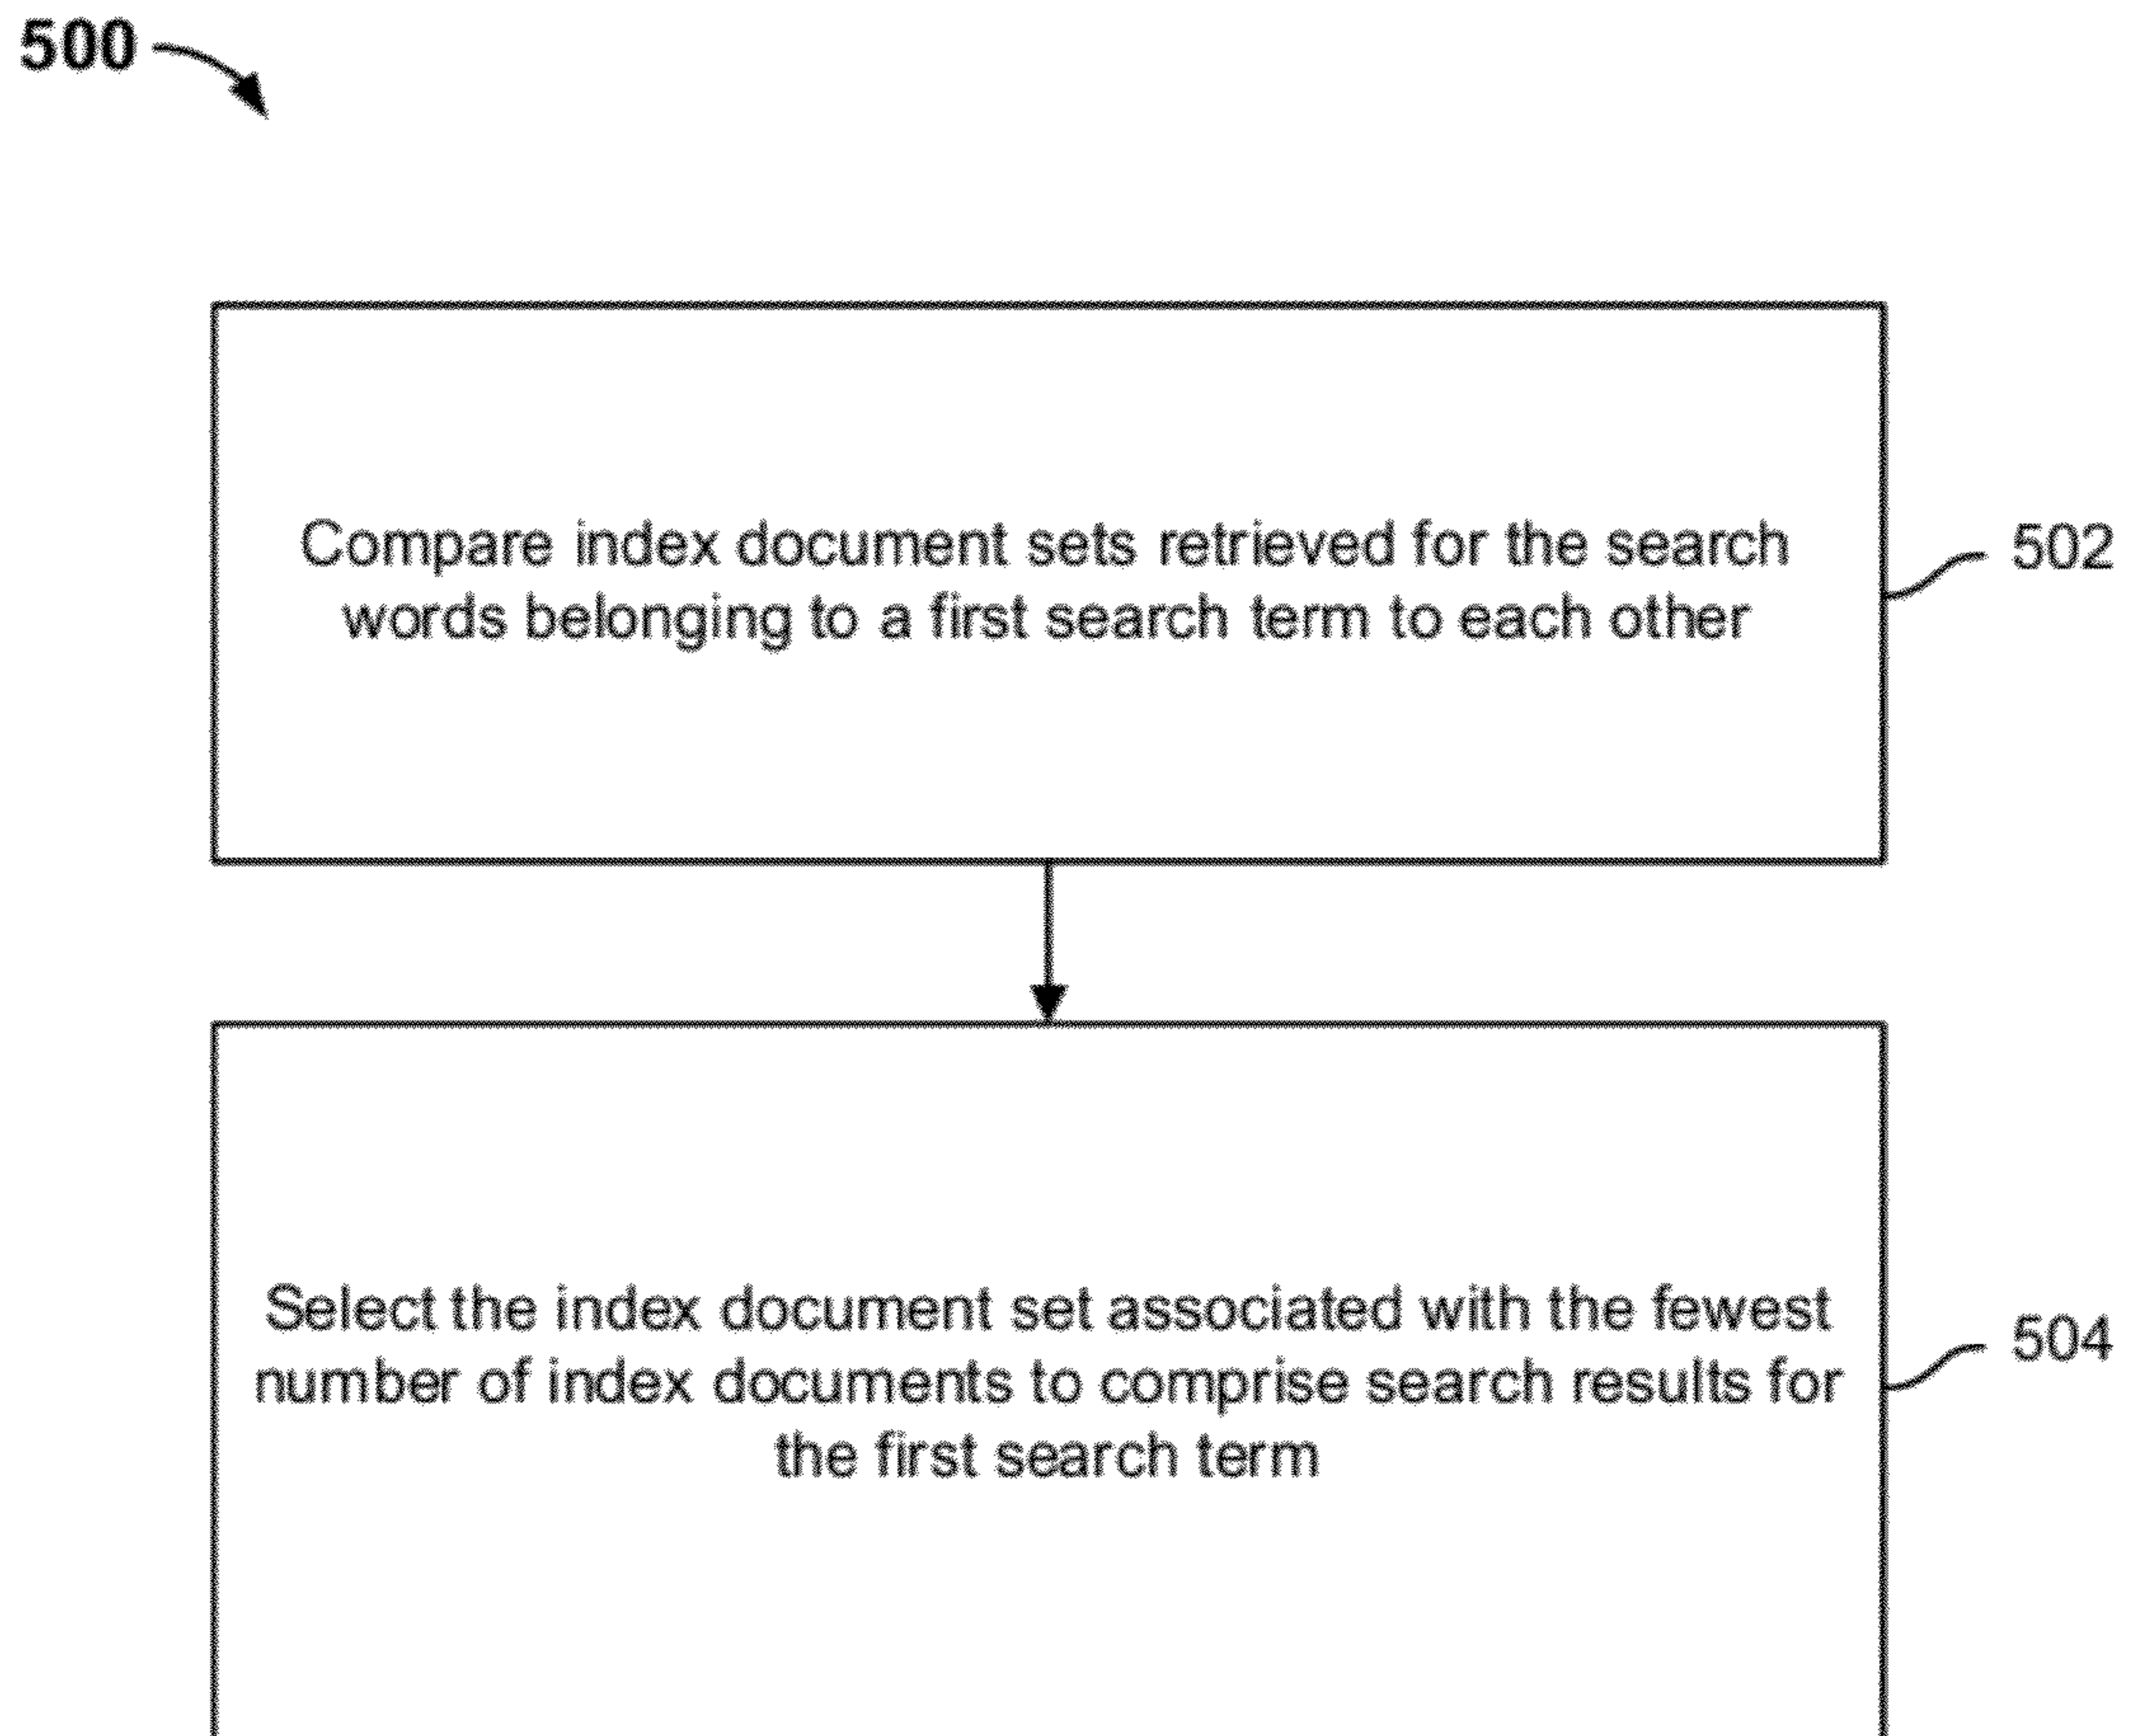 500
Compare index document sets retrieved for the search
words belonging to a first search term to each other
502
Select the index document set associated with the fewest
number of index documents to comprise search results for
the first search term
504